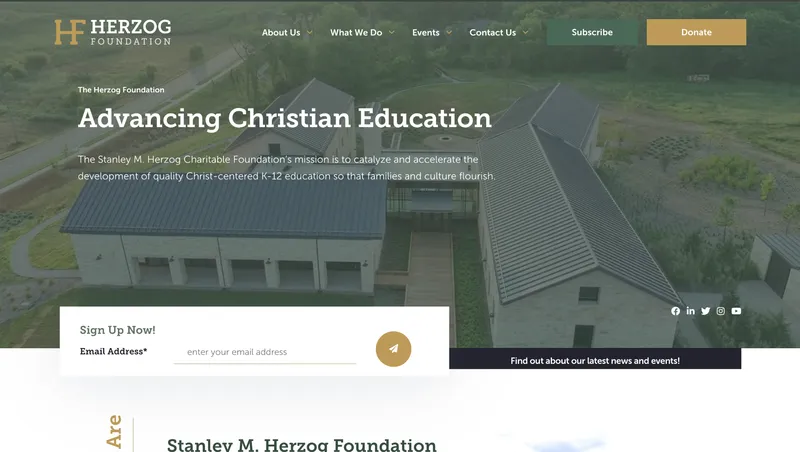 HERZOG
FOUNDATION
About Us
What We Do
Events
Contact Us
Subscribe
Donate
The Herzog Foundation
Advancing Christian Education
The Stanley M. Herzog Charitable Foundation's mission is to catalyze and accelerate the
development of quality Christ-centered K-12 education so that families and culture flourish.
Sign Up Now!
Email Address*
enter your email address
Find out about our latest news and events!
Are
Stanley M. Herzog Foundation